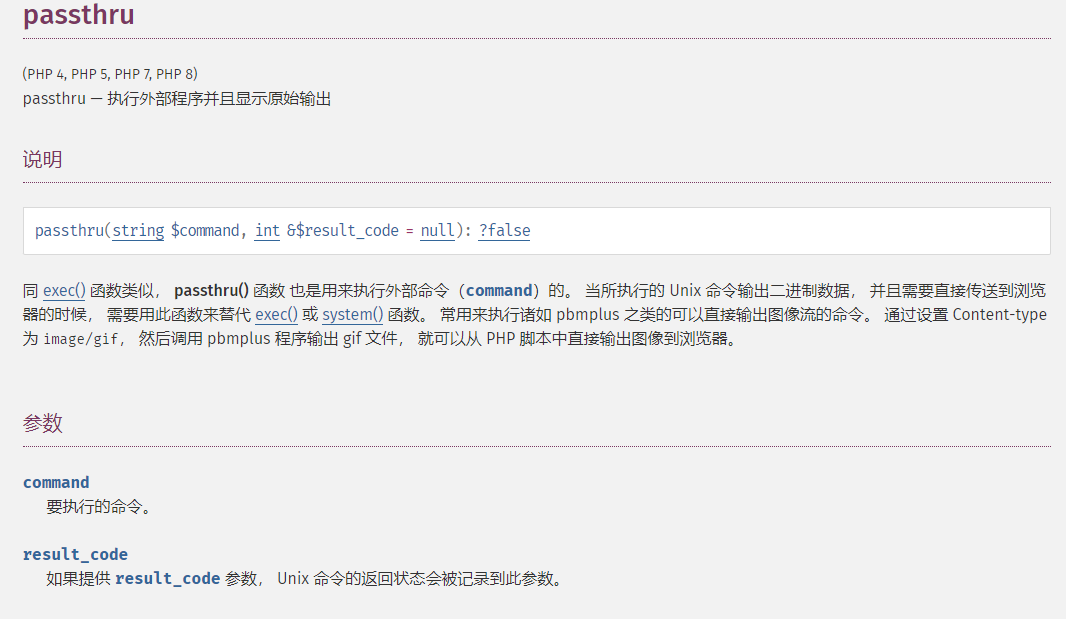 passthru
(PHP 4, PHP 5, PHP 7, PHP 8)
passthru — 执行外部程序并且显示原始输出
说明
passthru(string $command, int &$result_code = null): ?false
同 exec() 函数类似， passthru() 函数 也是用来执行外部命令（command）的。 当所执行的 Unix 命令输出二进制数据， 并且需要直接传送到浏览
器的时候， 需要用此函数来替代 exec() 或 system() 函数。 常用来执行诸如 pbmplus 之类的可以直接输出图像流的命令。 通过设置 Content-type
为 image/gif， 然后调用 pbmplus 程序输出 gif 文件， 就可以从 PHP 脚本中直接输出图像到浏览器。
参数
command
要执行的命令。
result_code
如果提供 result_code 参数， Unix 命令的返回状态会被记录到此参数。